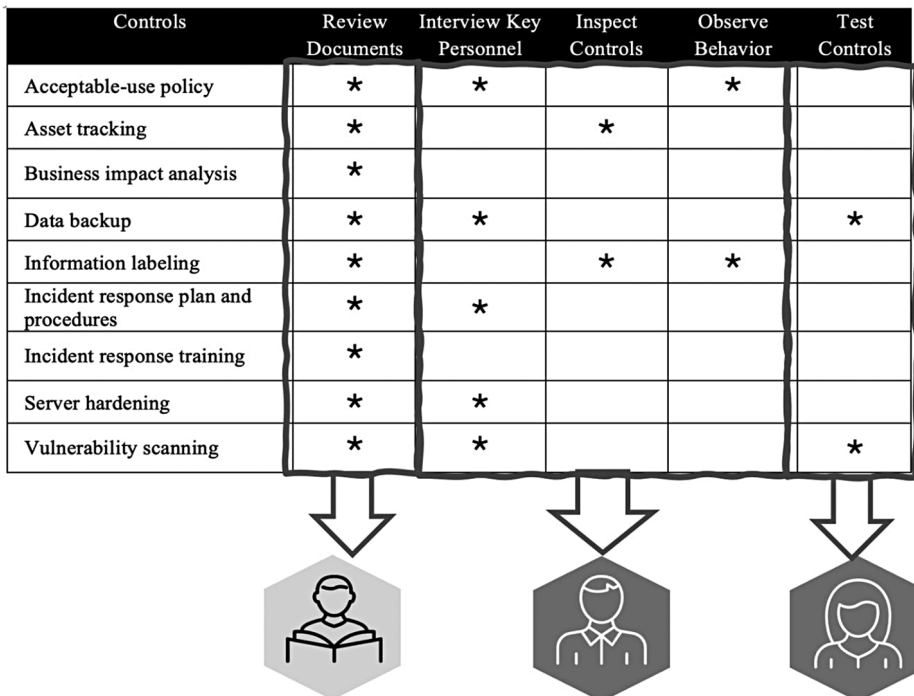 Controls Review Documents Interview Key Personnel Inspect Controls Observe Behavior Test Controls
Acceptable-use policy * * *
Asset tracking * *
Business impact analysis *
Data backup * * *
Information labeling * * *
Incident response plan and procedures * *
Incident response training *
Server hardening * *
Vulnerability scanning * * *